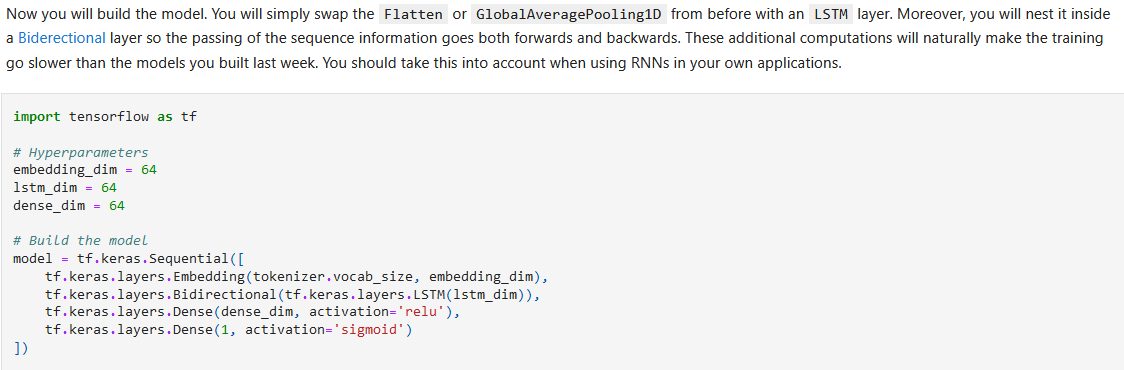 Now you will build the model. You will simply swap the Flatten or GlobalAveragePooling1D from before with an LSTM layer. Moreover, you will nest it inside
a Biderectional layer so the passing of the sequence information goes both forwards and backwards. These additional computations will naturally make the training
go slower than the models you built last week. You should take this into account when using RNNs in your own applications.
import tensorflow as tf
# Hyperparameters
embedding_dim = 64
lstm_dim = 64
dense_dim = 64
# Build the model
model = tf.keras.Sequential([
    tf.keras.layers.Embedding(tokenizer.vocab_size, embedding_dim),
    tf.keras.layers.Bidirectional(tf.keras.layers.LSTM(lstm_dim)),
    tf.keras.layers.Dense(dense_dim, activation='relu'),
    tf.keras.layers.Dense(1, activation='sigmoid')
])